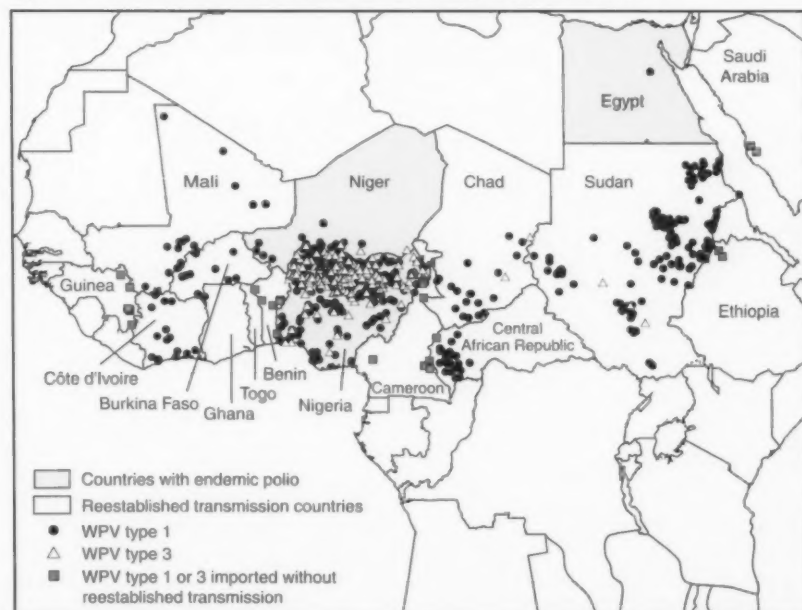 Saudi
Arabia
Egypt
Mali
Niger
Chad
Sudan
Guinea
Ethiopia
Central
African Republic
Côte d'Ivoire
Burkina Faso
Ghana
Togo
Benin
Nigeria
Cameroon
Countries with endemic polio
Reestablished transmission countries
WPV type 1
WPV type 3
WPV type 1 or 3 imported without
reestablished transmission